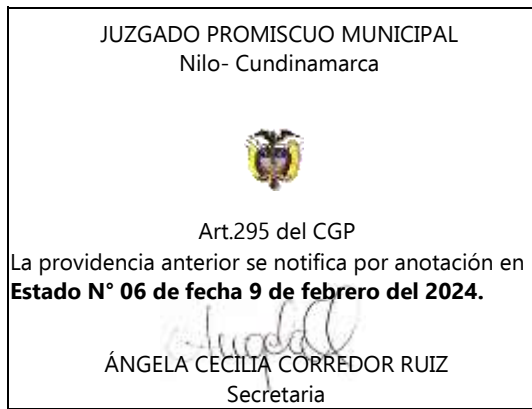 JUZGADO PROMISCUO MUNICIPAL
Nilo- Cundinamarca
Art.295 del CGP
La providencia anterior se notifica por anotación en
Estado N° 06 de fecha 9 de febrero del 2024.
ÁNGELA CECILIA CORREDOR RUIZ
Secretaria